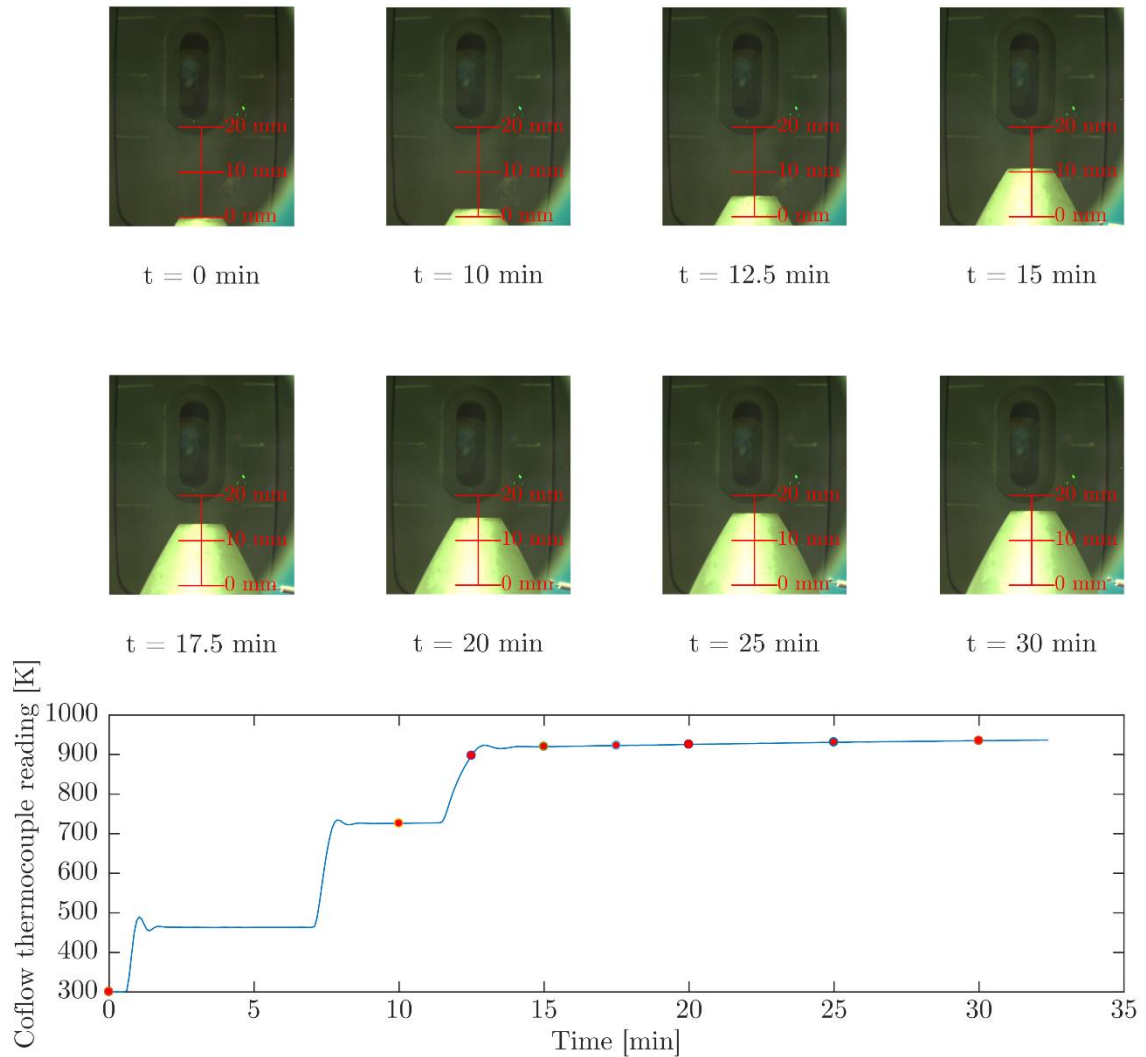 20 mm 20 mm 20 mm 20 mm
10 mm 10 mm 10 mm 10 mm
0 mm 0 mm 0 mm 0 mm
t = 0 min t = 10 min t = 12.5 min t = 15 min
20 mm 20 mm 20 mm 20 mm
10 mm 10 mm 10 mm 10 mm
0 mm 0 mm 0 mm 0 mm
t = 17.5 min t = 20 min t = 25 min t = 30 min
Coflow thermocouple reading [K]
1000
900
800
700
600
500
400
300
0 5 10 15 20 25 30 35
Time [min]